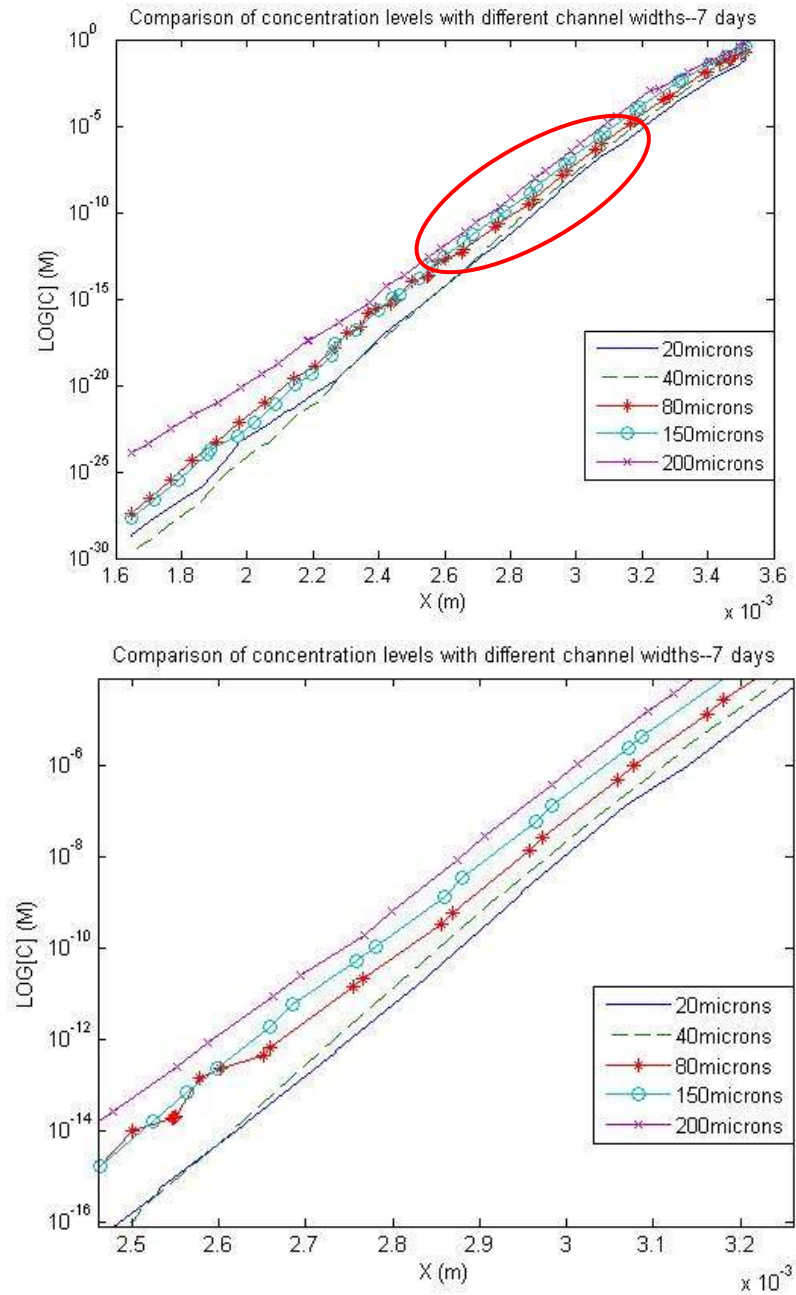 Comparison of concentration levels with different channel widths--7 days
10^0
10^-5
10^-10
10^-15
10^-20
10^-25
10^-30
LOG[C] (M)
20microns
40microns
80microns
150microns
200microns
1.6 1.8 2 2.2 2.4 2.6 2.8 3 3.2 3.4 3.6
X (m)
x 10^-3
Comparison of concentration levels with different channel widths--7 days
10^-6
10^-8
10^-10
10^-12
10^-14
10^-16
LOG[C] (M)
20microns
40microns
80microns
150microns
200microns
2.5 2.6 2.7 2.8 2.9 3 3.1 3.2
X (m)
x 10^-3